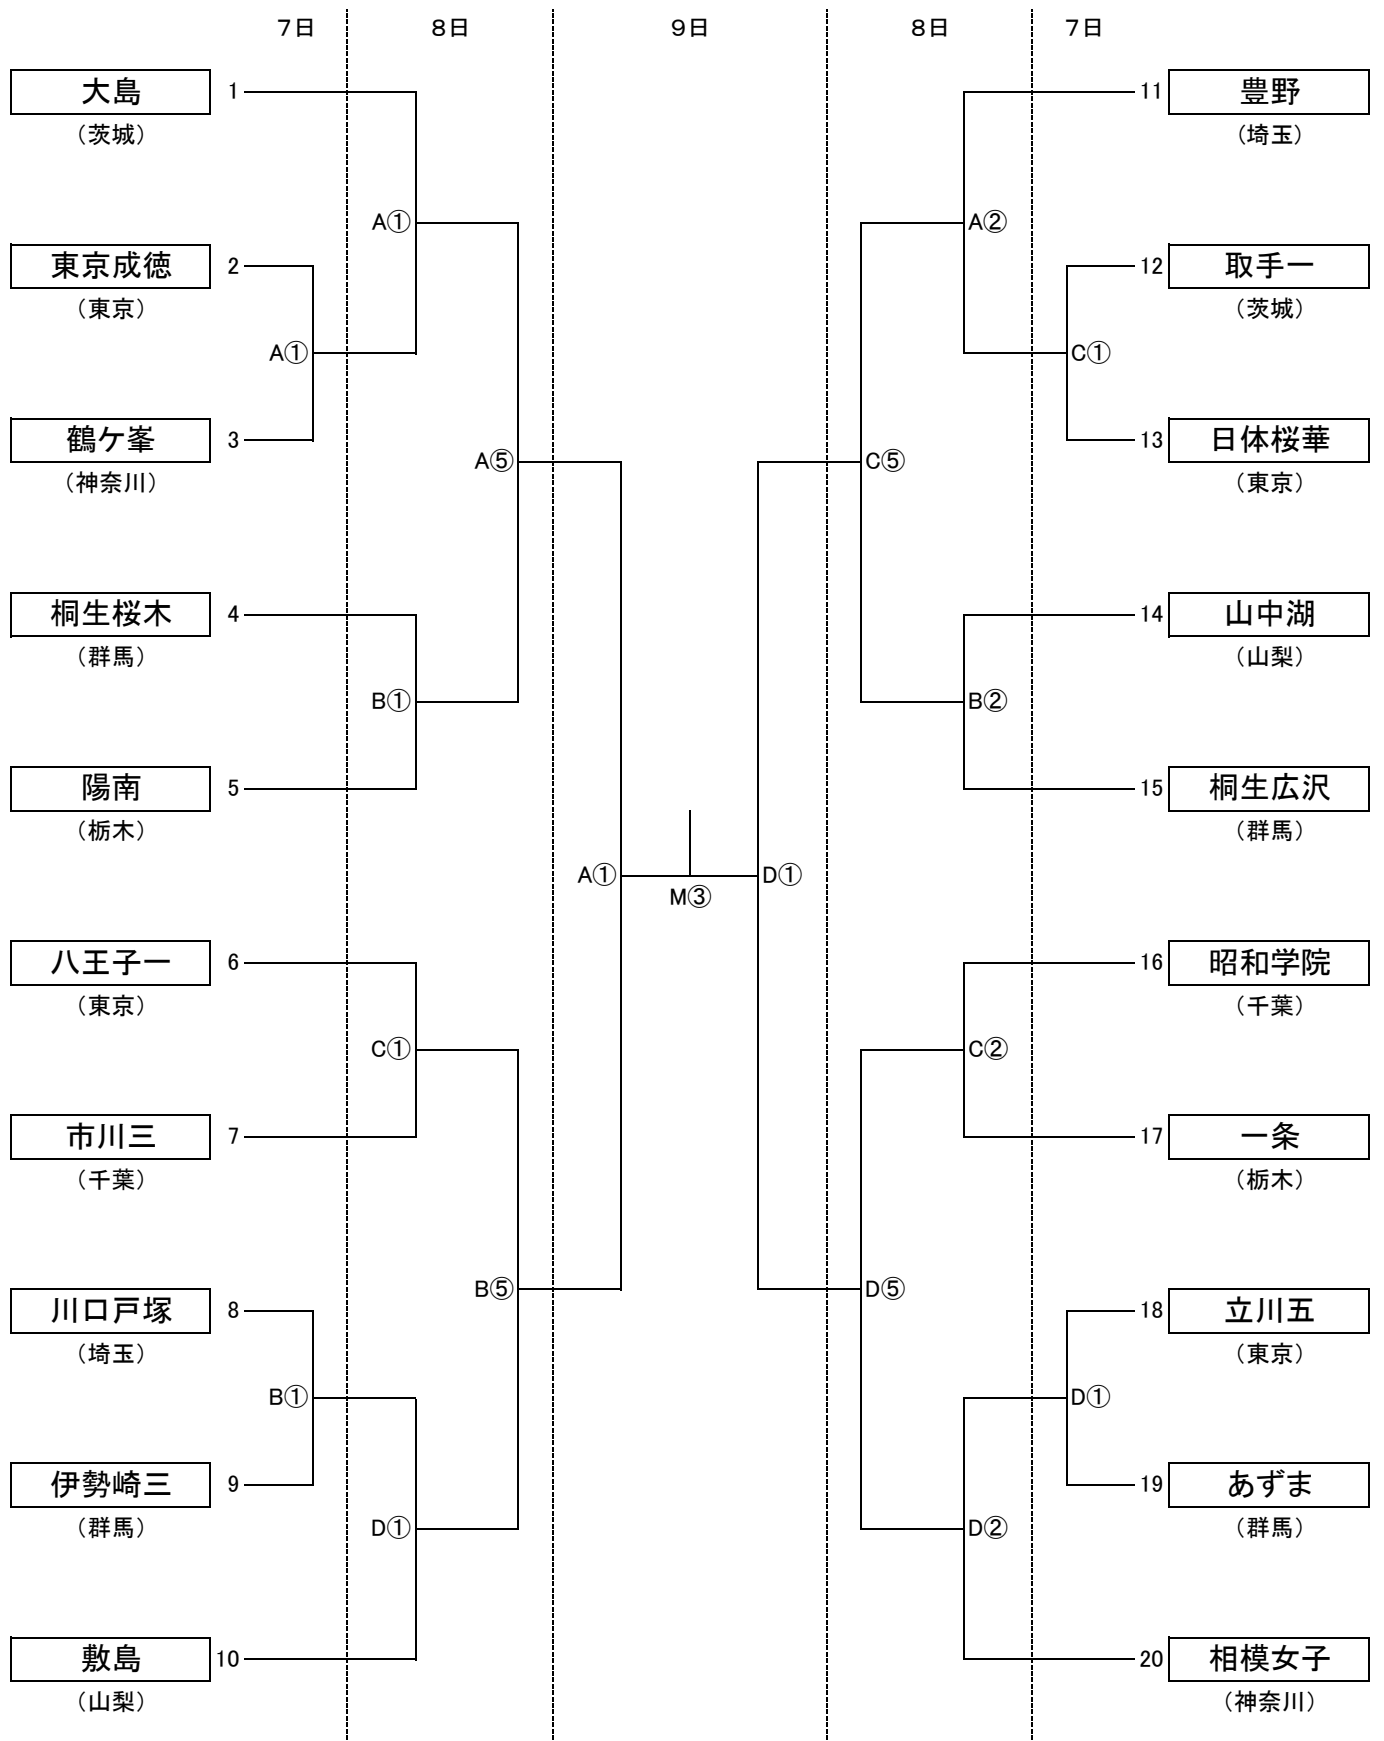 7日 8日 9日 8日 7日
大島 1 11 豊野
（茨城） （埼玉）
A① A②
東京成徳 2 12 取手一
（東京） （茨城）
A① C①
鶴ケ峯 3 13 日体桜華
（神奈川） （東京）
A⑤ C⑤
桐生桜木 4 14 山中湖
（群馬） （山梨）
B① B②
陽南 5 15 桐生広沢
（栃木） （群馬）
A① M③ D①
八王子一 6 16 昭和学院
（東京） （千葉）
C① C②
市川三 7 17 一条
（千葉） （栃木）
B⑤ D⑤
川口戸塚 8 18 立川五
（埼玉） （東京）
B① D①
伊勢崎三 9 19 あずま
（群馬） （群馬）
D① D②
敷島 10 20 相模女子
（山梨） （神奈川）